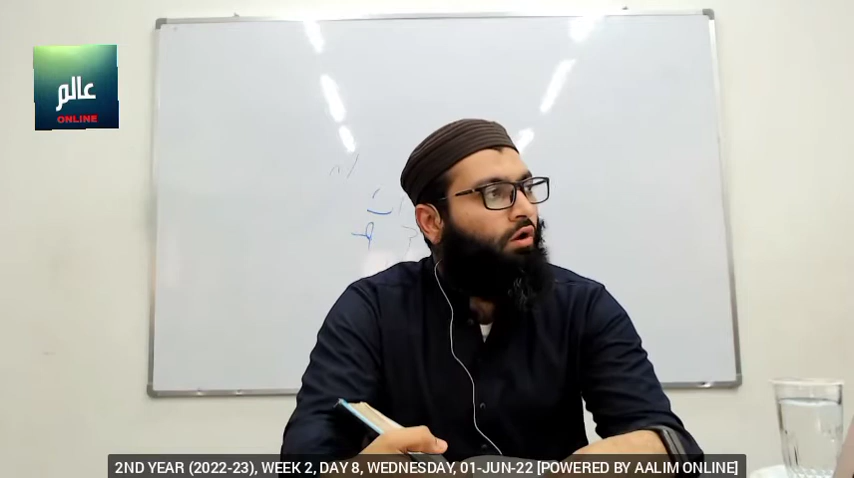 عالم
ONLINE
2ND YEAR (2022-23), WEEK 2, DAY 8, WEDNESDAY, 01-JUN-22 [POWERED BY AALIM ONLINE]